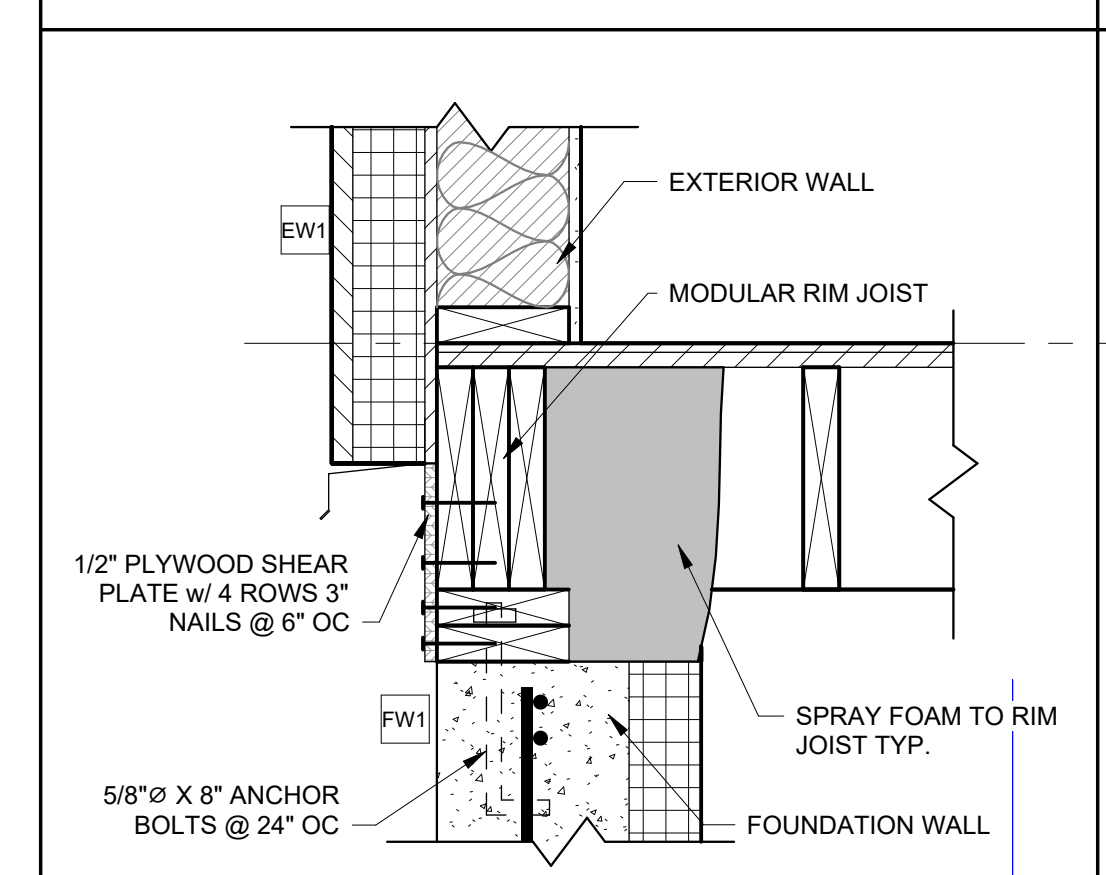 EXTERIOR WALL
EW1
MODULAR RIM JOIST
1/2" PLYWOOD SHEAR
PLATE w/ 4 ROWS 3"
NAILS @ 6" OC
FW1
SPRAY FOAM TO RIM
JOIST TYP.
5/8"⌀ X 8" ANCHOR
BOLTS @ 24" OC
FOUNDATION WALL